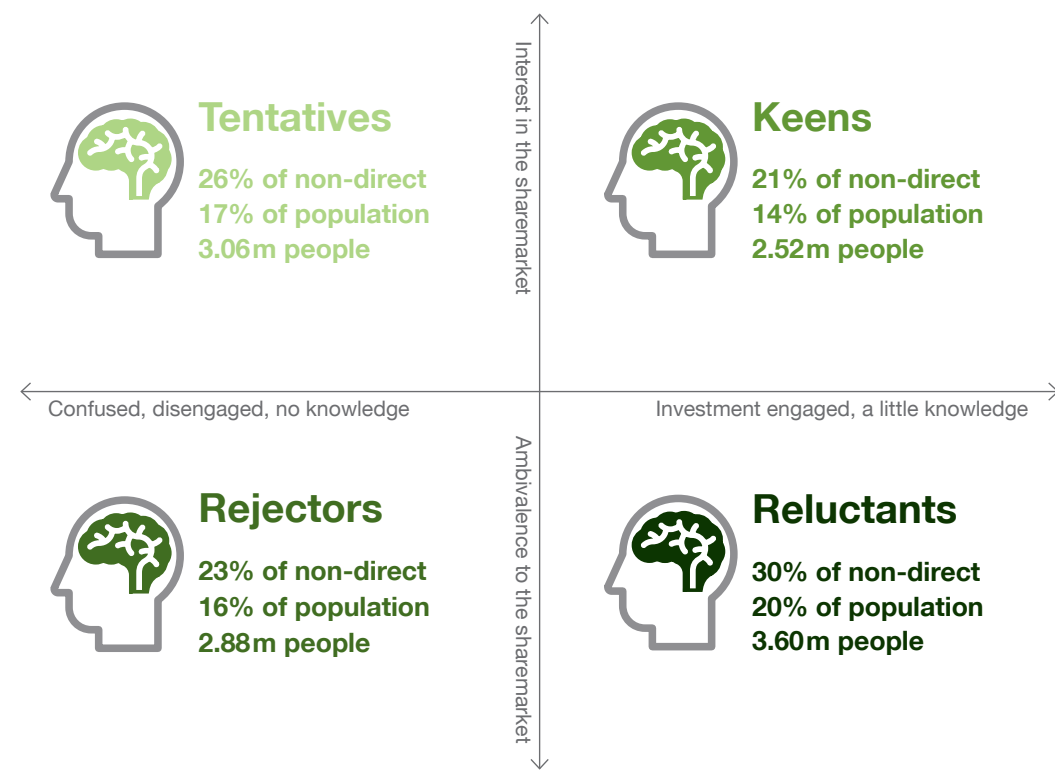 Interest in the sharemarket
Tentatives
26% of non-direct
17% of population
3.06m people
Keens
21% of non-direct
14% of population
2.52m people
Confused, disengaged, no knowledge
Investment engaged, a little knowledge
Ambivalence to the sharemarket
Rejectors
23% of non-direct
16% of population
2.88m people
Reluctants
30% of non-direct
20% of population
3.60m people